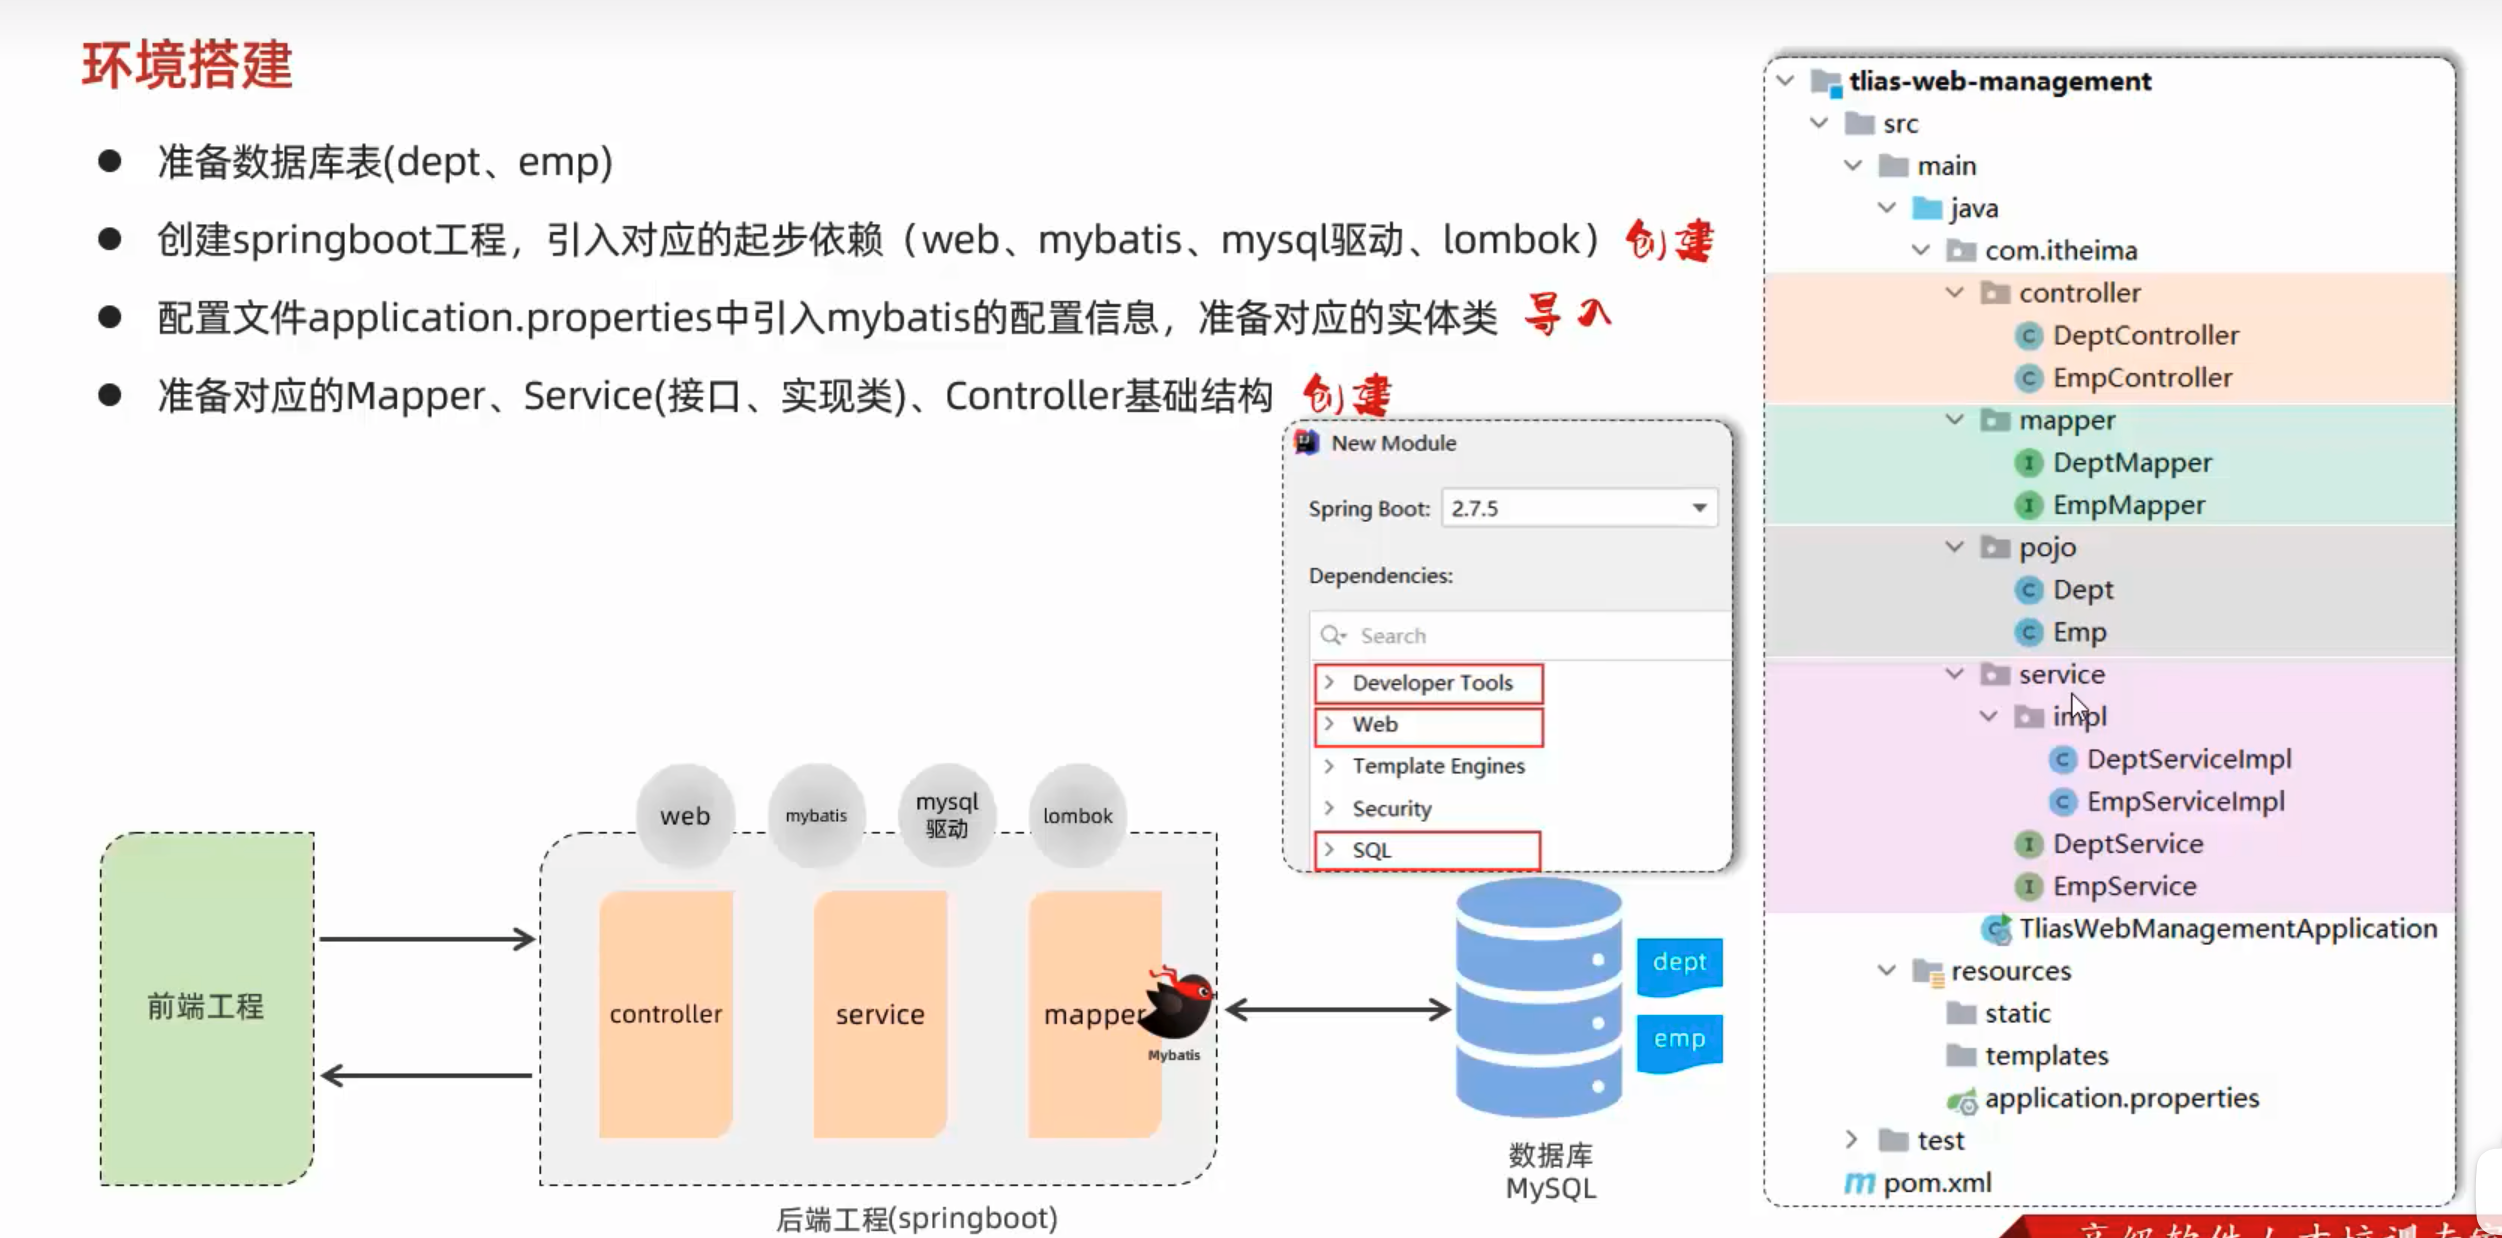 环境搭建
准备数据库表(dept、emp)
创建springboot工程，引入对应的起步依赖（web、mybatis、mysql驱动、lombok） 创建
配置文件application.properties中引入mybatis的配置信息，准备对应的实体类 导入
准备对应的Mapper、Service(接口、实现类)、Controller基础结构 创建
New Module
Spring Boot: 2.7.5
Dependencies:
Search
Developer Tools
Web
Template Engines
Security
SQL
web
mybatis
mysql
驱动
lombok
前端工程
controller
service
mapper
Mybatis
后端工程(springboot)
dept
emp
数据库
MySQL
tlias-web-management
src
main
java
com.itheima
controller
DeptController
EmpController
mapper
DeptMapper
EmpMapper
pojo
Dept
Emp
service
impl
DeptServiceImpl
EmpServiceImpl
DeptService
EmpService
TliasWebManagementApplication
resources
static
templates
application.properties
test
pom.xml